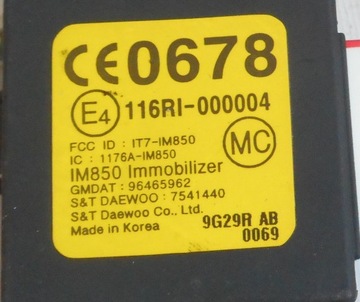 CE0678
E4 116RI-000004
FCC ID : IT7-IM850
IC : 1176A-IM850
MC
IM850 Immobilizer
GMDAT : 96465962
S&T DAEWOO : 7541440
S&T Daewoo Co., Ltd.
Made in Korea
9G29R AB
0069